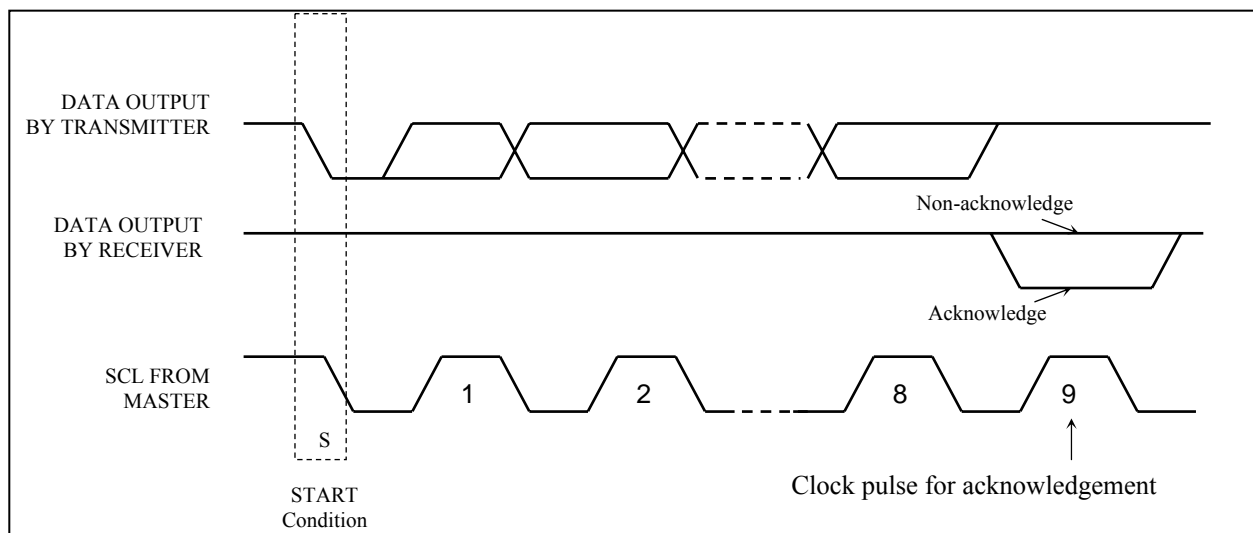 DATA OUTPUT
BY TRANSMITTER
Non-acknowledge
DATA OUTPUT
BY RECEIVER
Acknowledge
SCL FROM
MASTER
1
2
8
9
S
START
Condition
Clock pulse for acknowledgement